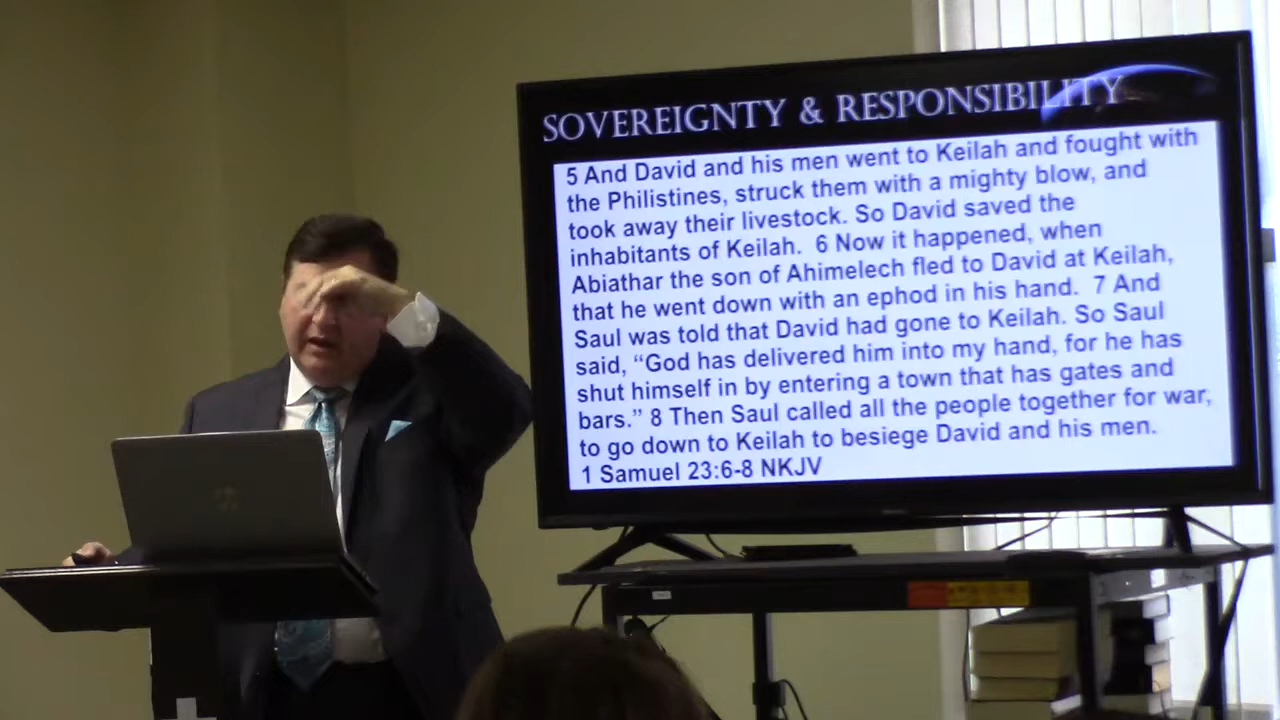 SOVEREIGNTY & RESPONSIBILITY
5 And David and his men went to Keilah and fought with
the Philistines, struck them with a mighty blow, and
took away their livestock. So David saved the
inhabitants of Keilah.  6 Now it happened, when
Abiathar the son of Ahimelech fled to David at Keilah,
that he went down with an ephod in his hand.  7 And
Saul was told that David had gone to Keilah. So Saul
said, “God has delivered him into my hand, for he has
shut himself in by entering a town that has gates and
bars.” 8 Then Saul called all the people together for war,
to go down to Keilah to besiege David and his men.
1 Samuel 23:6-8 NKJV